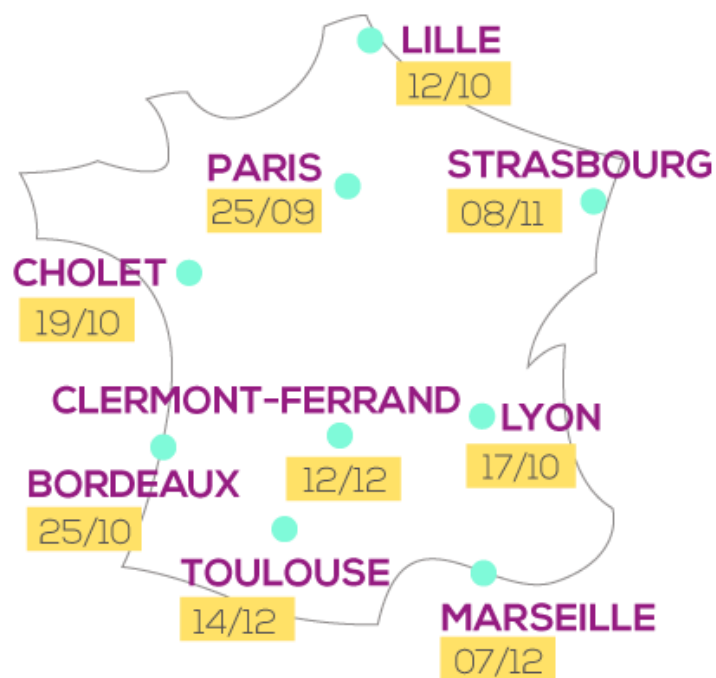 LILLE
12/10
PARIS
25/09
STRASBOURG
08/11
CHOLET
19/10
CLERMONT-FERRAND
12/12
LYON
17/10
BORDEAUX
25/10
TOULOUSE
14/12
MARSEILLE
07/12